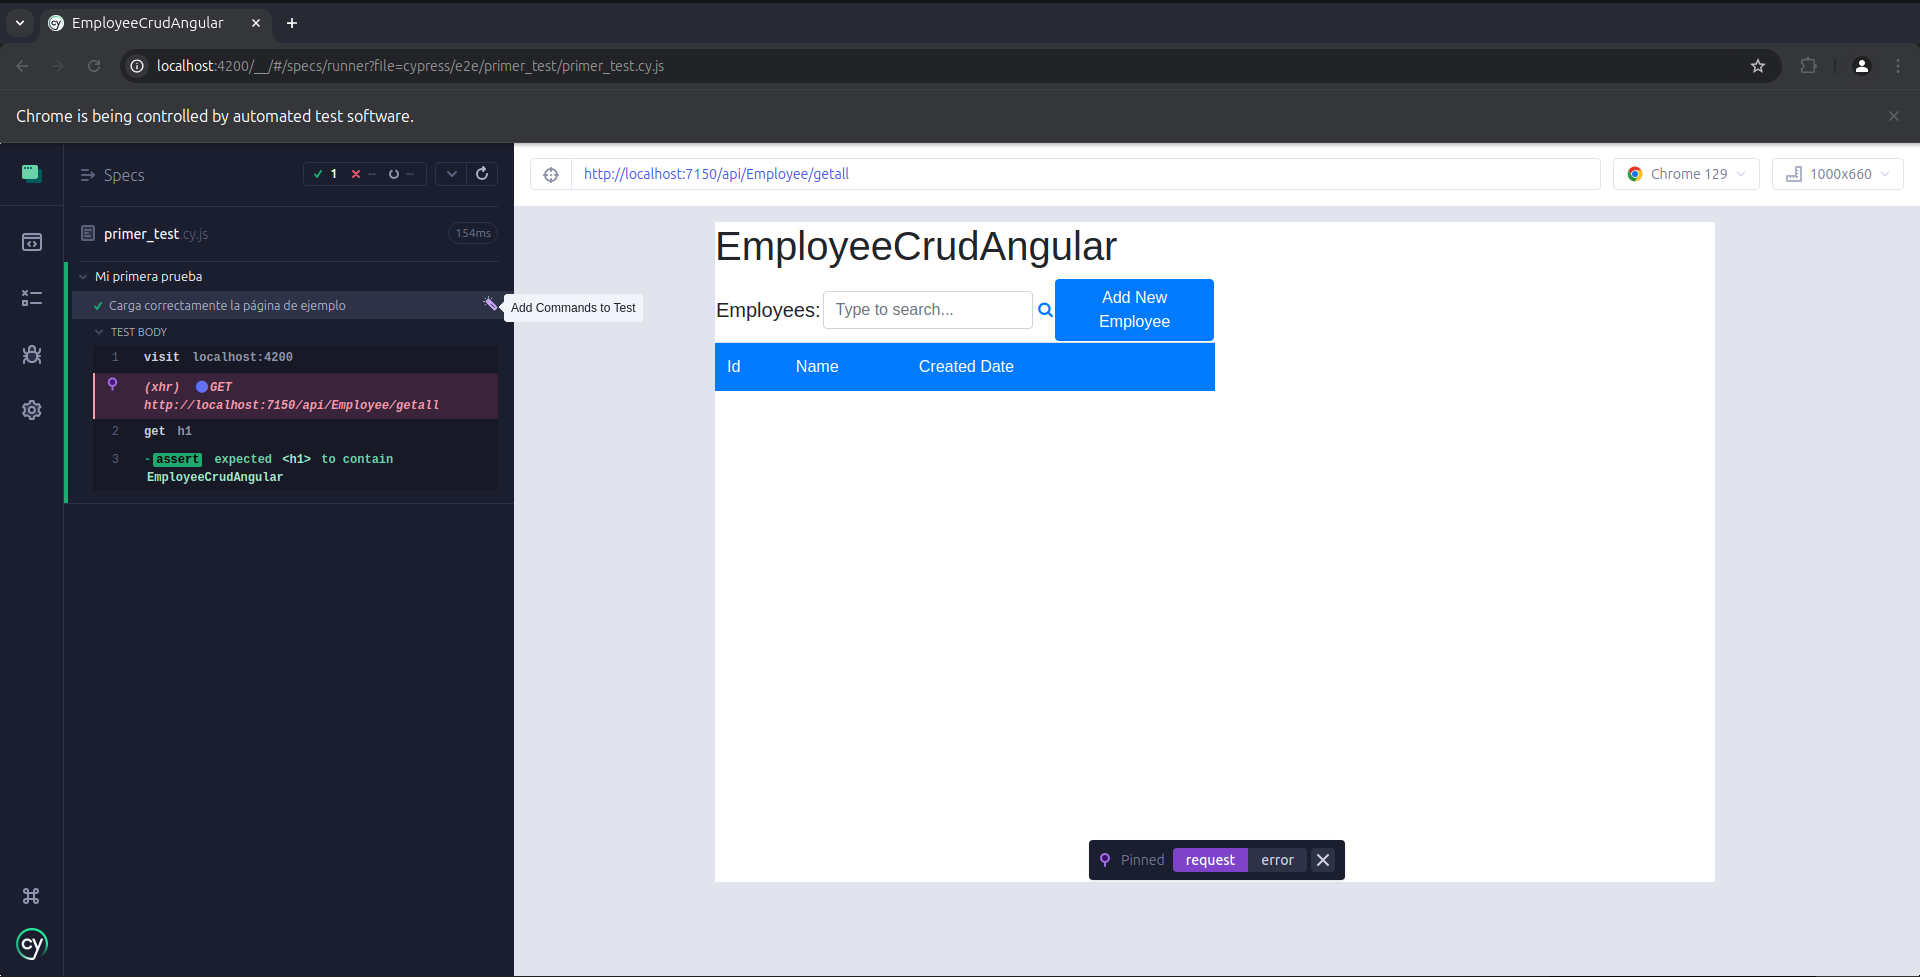 EmployeeCrudAngular
localhost:4200/__/#/specs/runner?file=cypress/e2e/primer_test/primer_test.cy.js
Chrome is being controlled by automated test software.
Specs
1 -- --
primer_test.cy.js
154ms
Mi primera prueba
Carga correctamente la página de ejemplo
Add Commands to Test
TEST BODY
1 visit localhost:4200
(xhr) GET
http://localhost:7150/api/Employee/getall
2 get h1
3 -assert expected <h1> to contain
EmployeeCrudAngular
cy
http://localhost:7150/api/Employee/getall
Chrome 129
1000x660
EmployeeCrudAngular
Employees: Type to search...
Add New
Employee
Id Name Created Date
Pinned request error